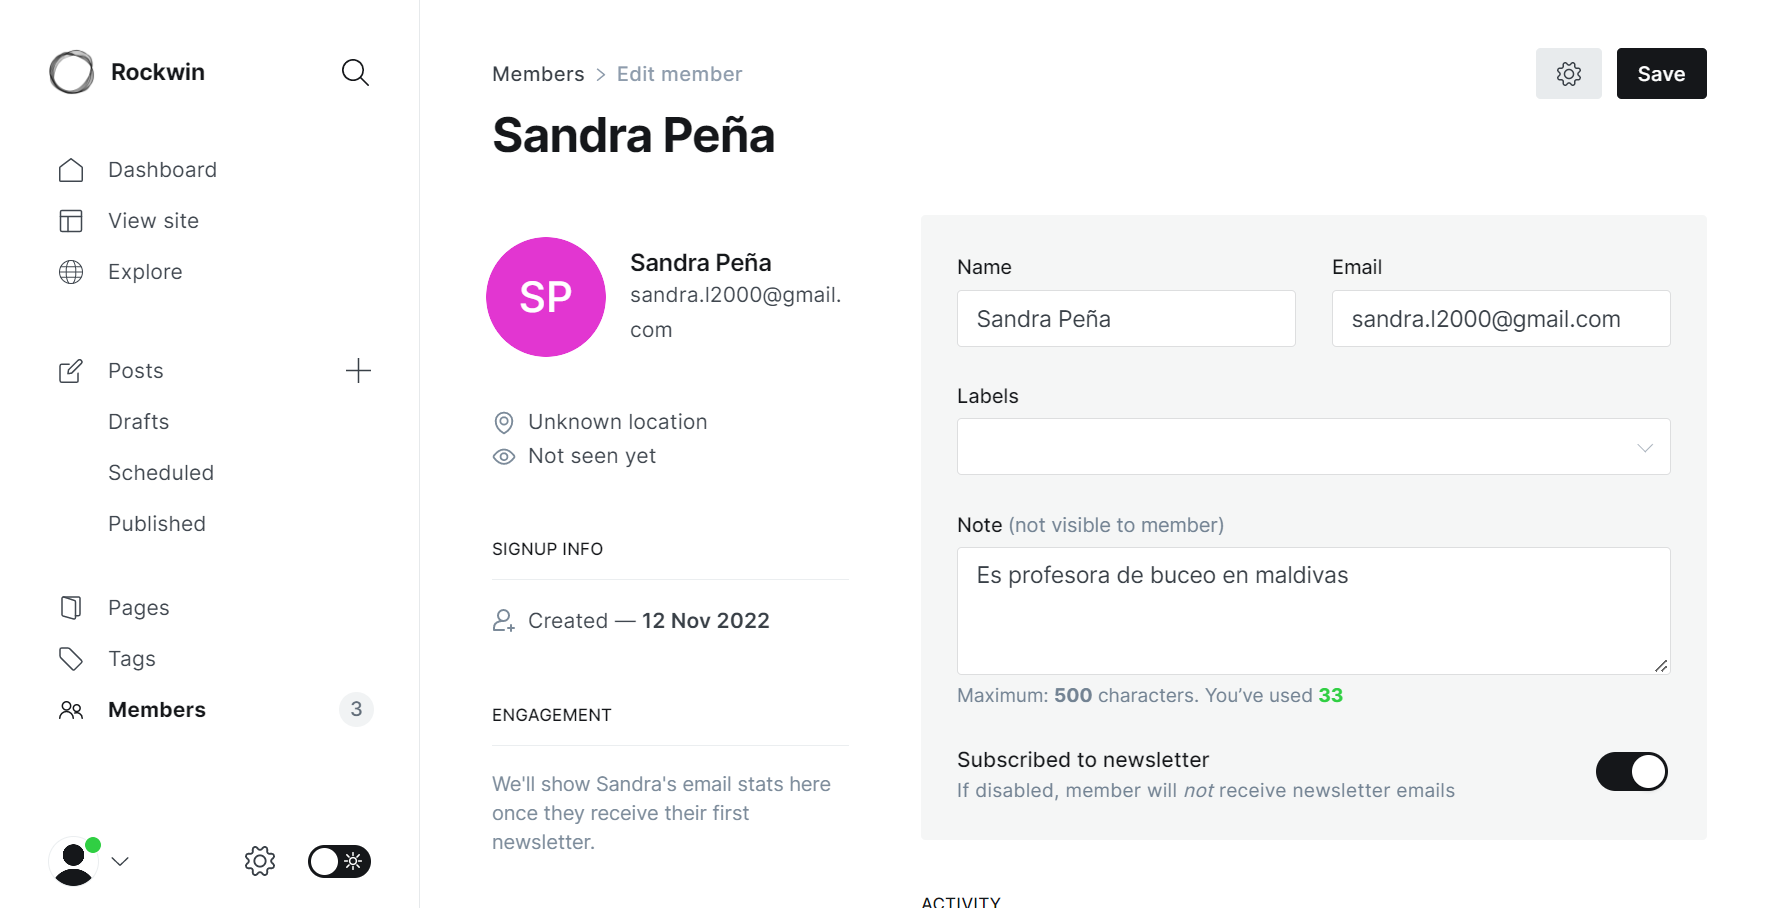 Rockwin
Dashboard
View site
Explore
Posts
Drafts
Scheduled
Published
Pages
Tags
Members 3
Members > Edit member
Save
Sandra Peña
SP
Sandra Peña
sandra.l2000@gmail.
com
Unknown location
Not seen yet
SIGNUP INFO
Created — 12 Nov 2022
ENGAGEMENT
We'll show Sandra's email stats here
once they receive their first
newsletter.
Name
Sandra Peña
Email
sandra.l2000@gmail.com
Labels
Note (not visible to member)
Es profesora de buceo en maldivas
Maximum: 500 characters. You’ve used 33
Subscribed to newsletter
If disabled, member will not receive newsletter emails
ACTIVITY